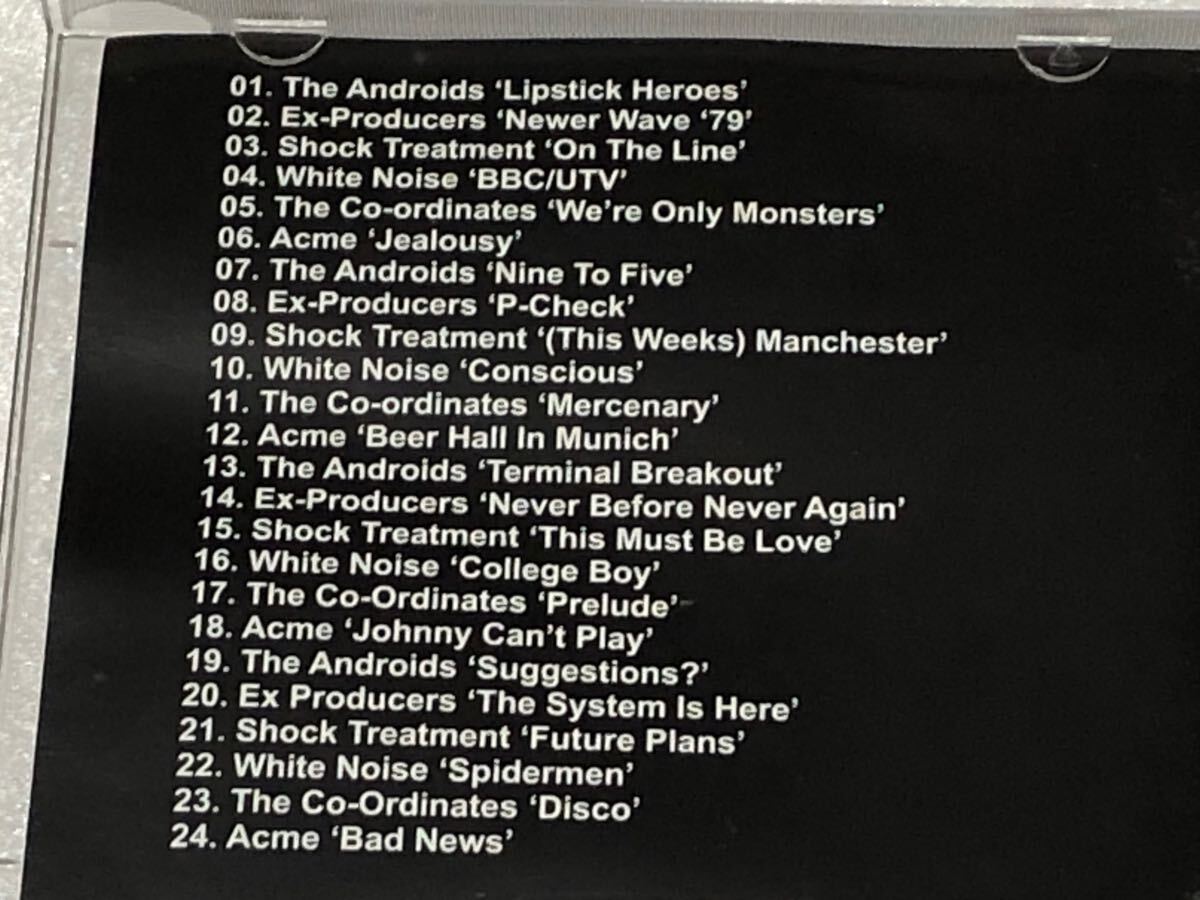 01. The Androids ‘Lipstick Heroes’
02. Ex-Producers ‘Newer Wave ‘79’
03. Shock Treatment ‘On The Line’
04. White Noise ‘BBC/UTV’
05. The Co-ordinates ‘We’re Only Monsters’
06. Acme ‘Jealousy’
07. The Androids ‘Nine To Five’
08. Ex-Producers ‘P-Check’
09. Shock Treatment ‘(This Weeks) Manchester’
10. White Noise ‘Conscious’
11. The Co-ordinates ‘Mercenary’
12. Acme ‘Beer Hall In Munich’
13. The Androids ‘Terminal Breakout’
14. Ex-Producers ‘Never Before Never Again’
15. Shock Treatment ‘This Must Be Love’
16. White Noise ‘College Boy’
17. The Co-Ordinates ‘Prelude’
18. Acme ‘Johnny Can’t Play’
19. The Androids ‘Suggestions?’
20. Ex Producers ‘The System Is Here’
21. Shock Treatment ‘Future Plans’
22. White Noise ‘Spidermen’
23. The Co-Ordinates ‘Disco’
24. Acme ‘Bad News’